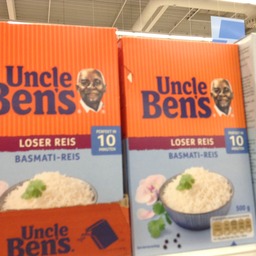 Uncle
Ben's
LOSER REIS
BASMATI-REIS
PERFEKT IN
10
MINUTEN
Uncle
Ben's
Uncle
Ben's
LOSER REIS
BASMATI-REIS
PERFEKT IN
10
MINUTEN
500 g